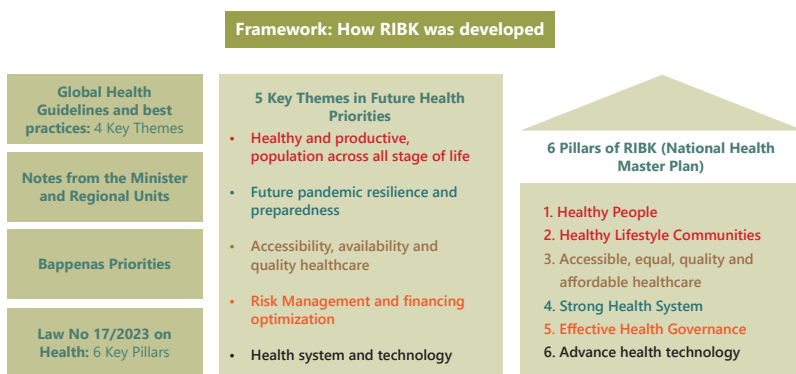 Framework: How RIBK was developed
Global Health
Guidelines and best
practices: 4 Key Themes
Notes from the Minister
and Regional Units
Bappenas Priorities
Law No 17/2023 on
Health: 6 Key Pillars
5 Key Themes in Future Health
Priorities
• Healthy and productive,
population across all stage of life
• Future pandemic resilience and
preparedness
• Accessibility, availability and
quality healthcare
• Risk Management and financing
optimization
• Health system and technology
6 Pillars of RIBK (National Health
Master Plan)
1. Healthy People
2. Healthy Lifestyle Communities
3. Accessible, equal, quality and
affordable healthcare
4. Strong Health System
5. Effective Health Governance
6. Advance health technology